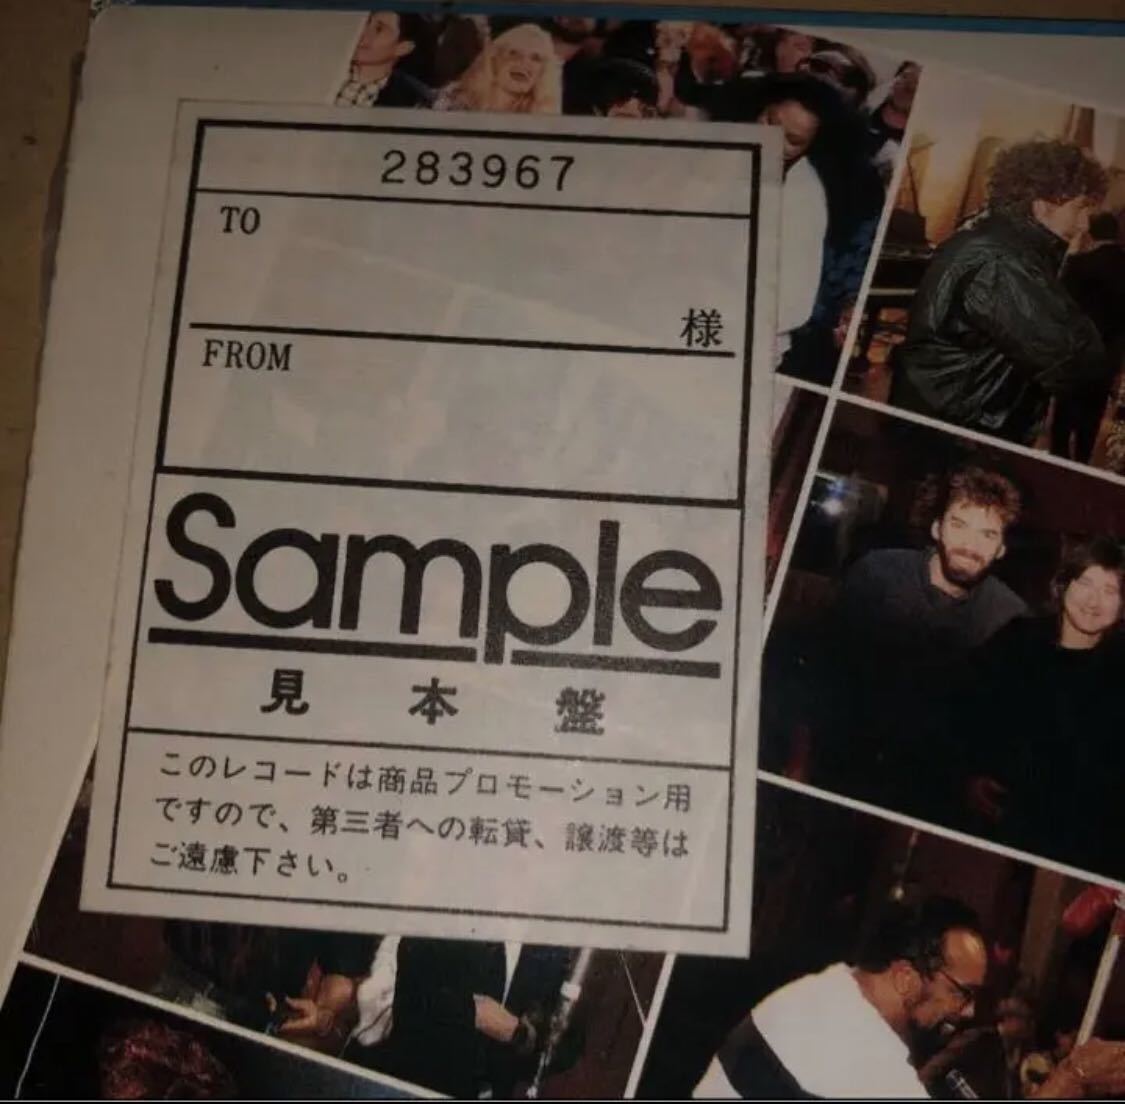 283967
TO
様
FROM
Sample
見本盤
このレコードは商品プロモーション用
ですので、第三者への転貸、譲渡等は
ご遠慮下さい。